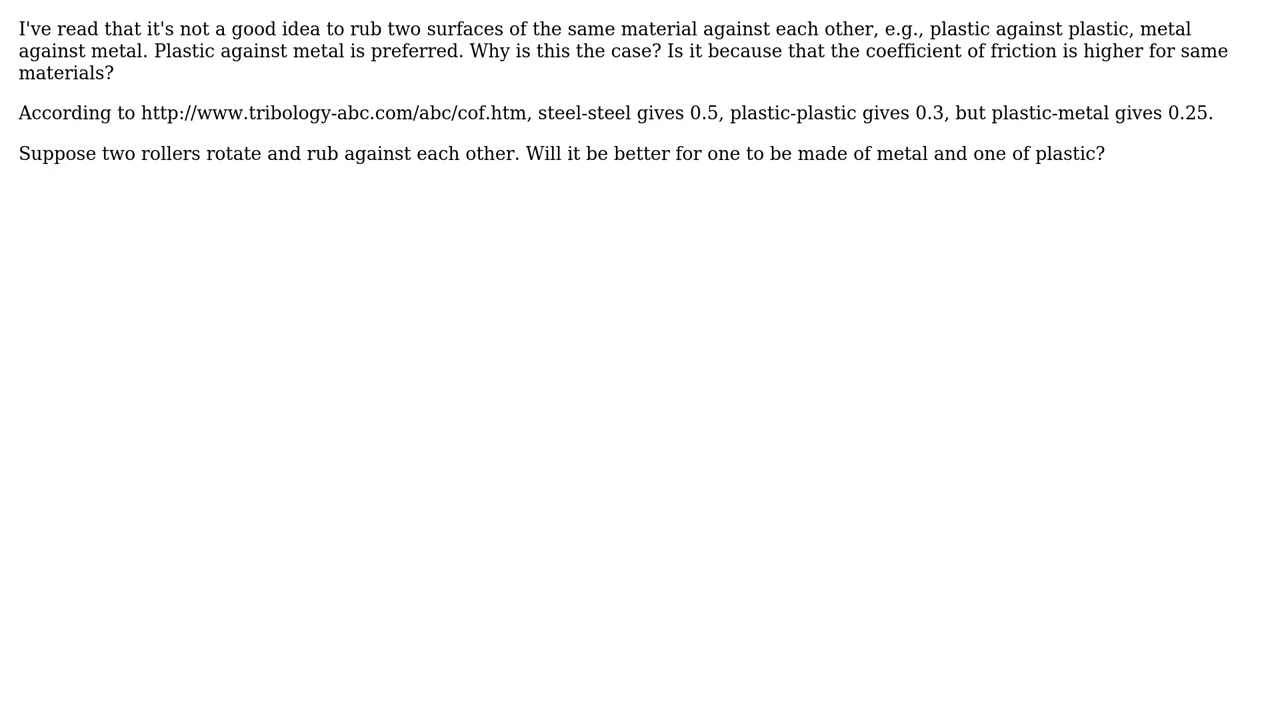 I've read that it's not a good idea to rub two surfaces of the same material against each other, e.g., plastic against plastic, metal
against metal. Plastic against metal is preferred. Why is this the case? Is it because that the coefficient of friction is higher for same
materials?
According to http://www.tribology-abc.com/abc/cof.htm, steel-steel gives 0.5, plastic-plastic gives 0.3, but plastic-metal gives 0.25.
Suppose two rollers rotate and rub against each other. Will it be better for one to be made of metal and one of plastic?